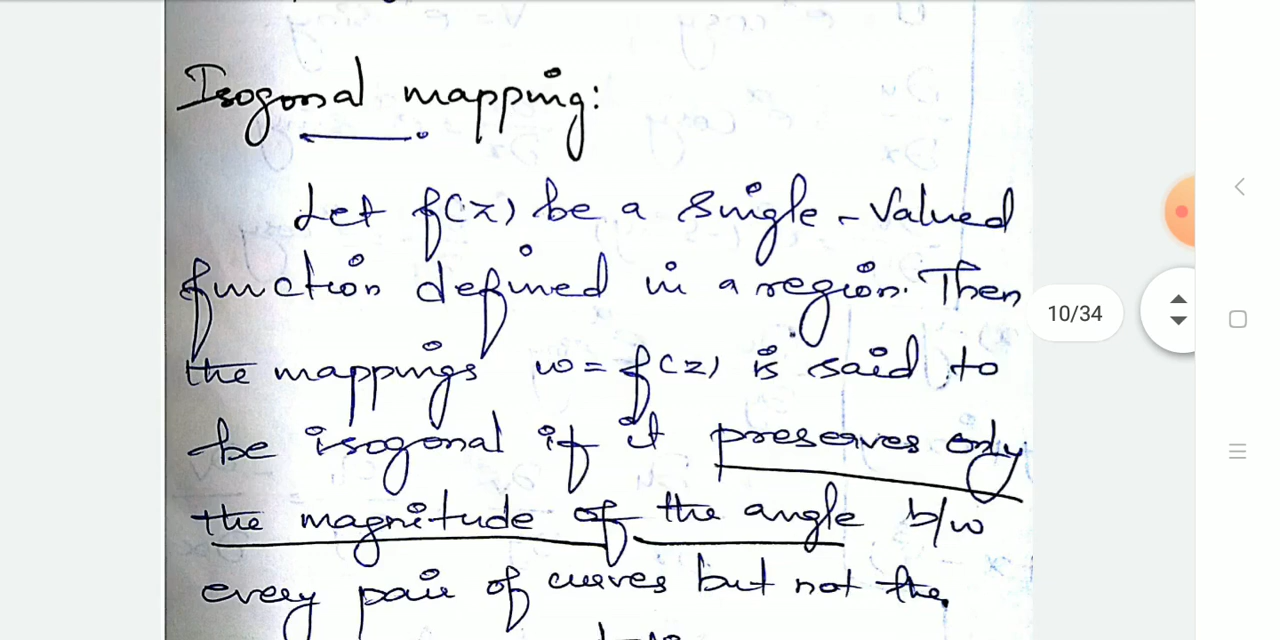 Isogonal mapping:
Let f(z) be a single-valued
function defined in a region. Then
the mappings w = f(z) is said to
be isogonal if it preserves only
the magnitude of the angle b/w
every pair of curves but not the
10/34